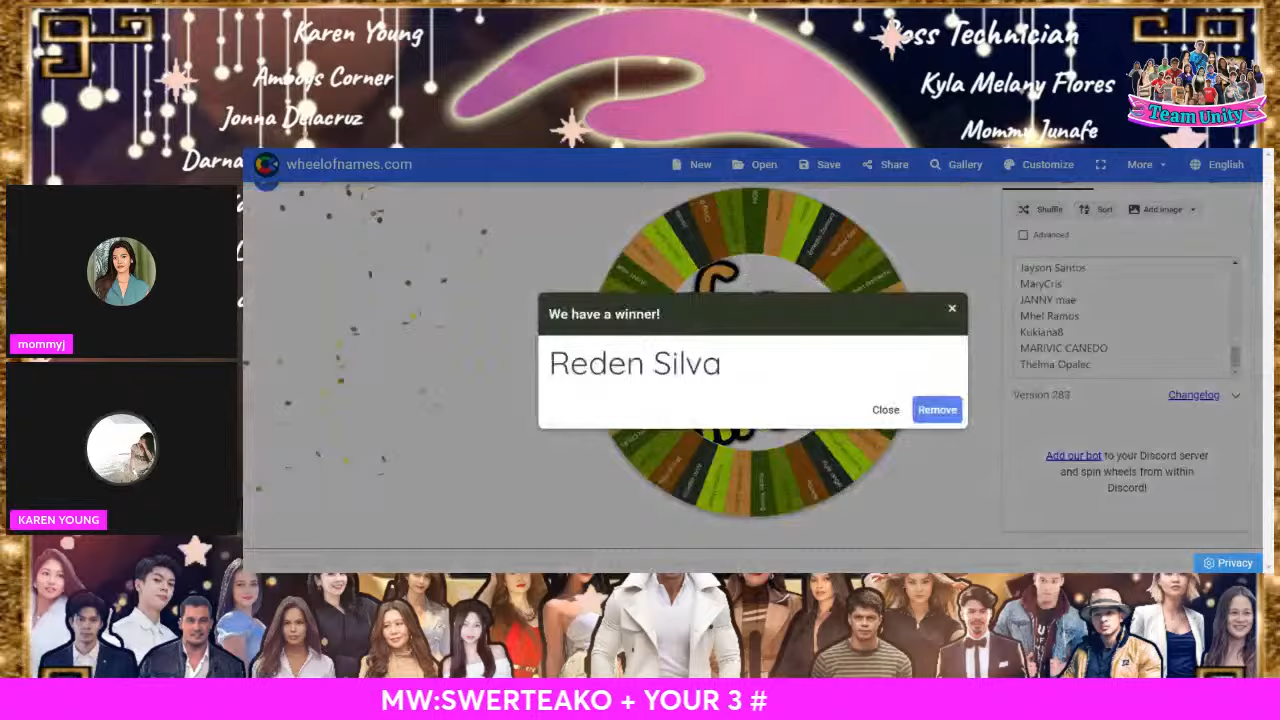 Karen Young
Amboys Corner
Jonna Delacruz
Darna
Boss Technician
Kyla Melany Flores
Mommy Junafe
Team Unity
wheelofnames.com
New
Open
Save
Share
Gallery
Customize
More
English
Shuffle
Sort
Add image
Advanced
Jayson Santos
MaryCris
JANNY mae
Mhel Ramos
Kukiana8
MARIVIC CANEDO
Thelma Opalec
Version 283
Changelog
Add our bot to your Discord server
and spin wheels from within
Discord!
Privacy
We have a winner!
Reden Silva
Close
Remove
mommyj
KAREN YOUNG
MW:SWERTEAKO + YOUR 3 #